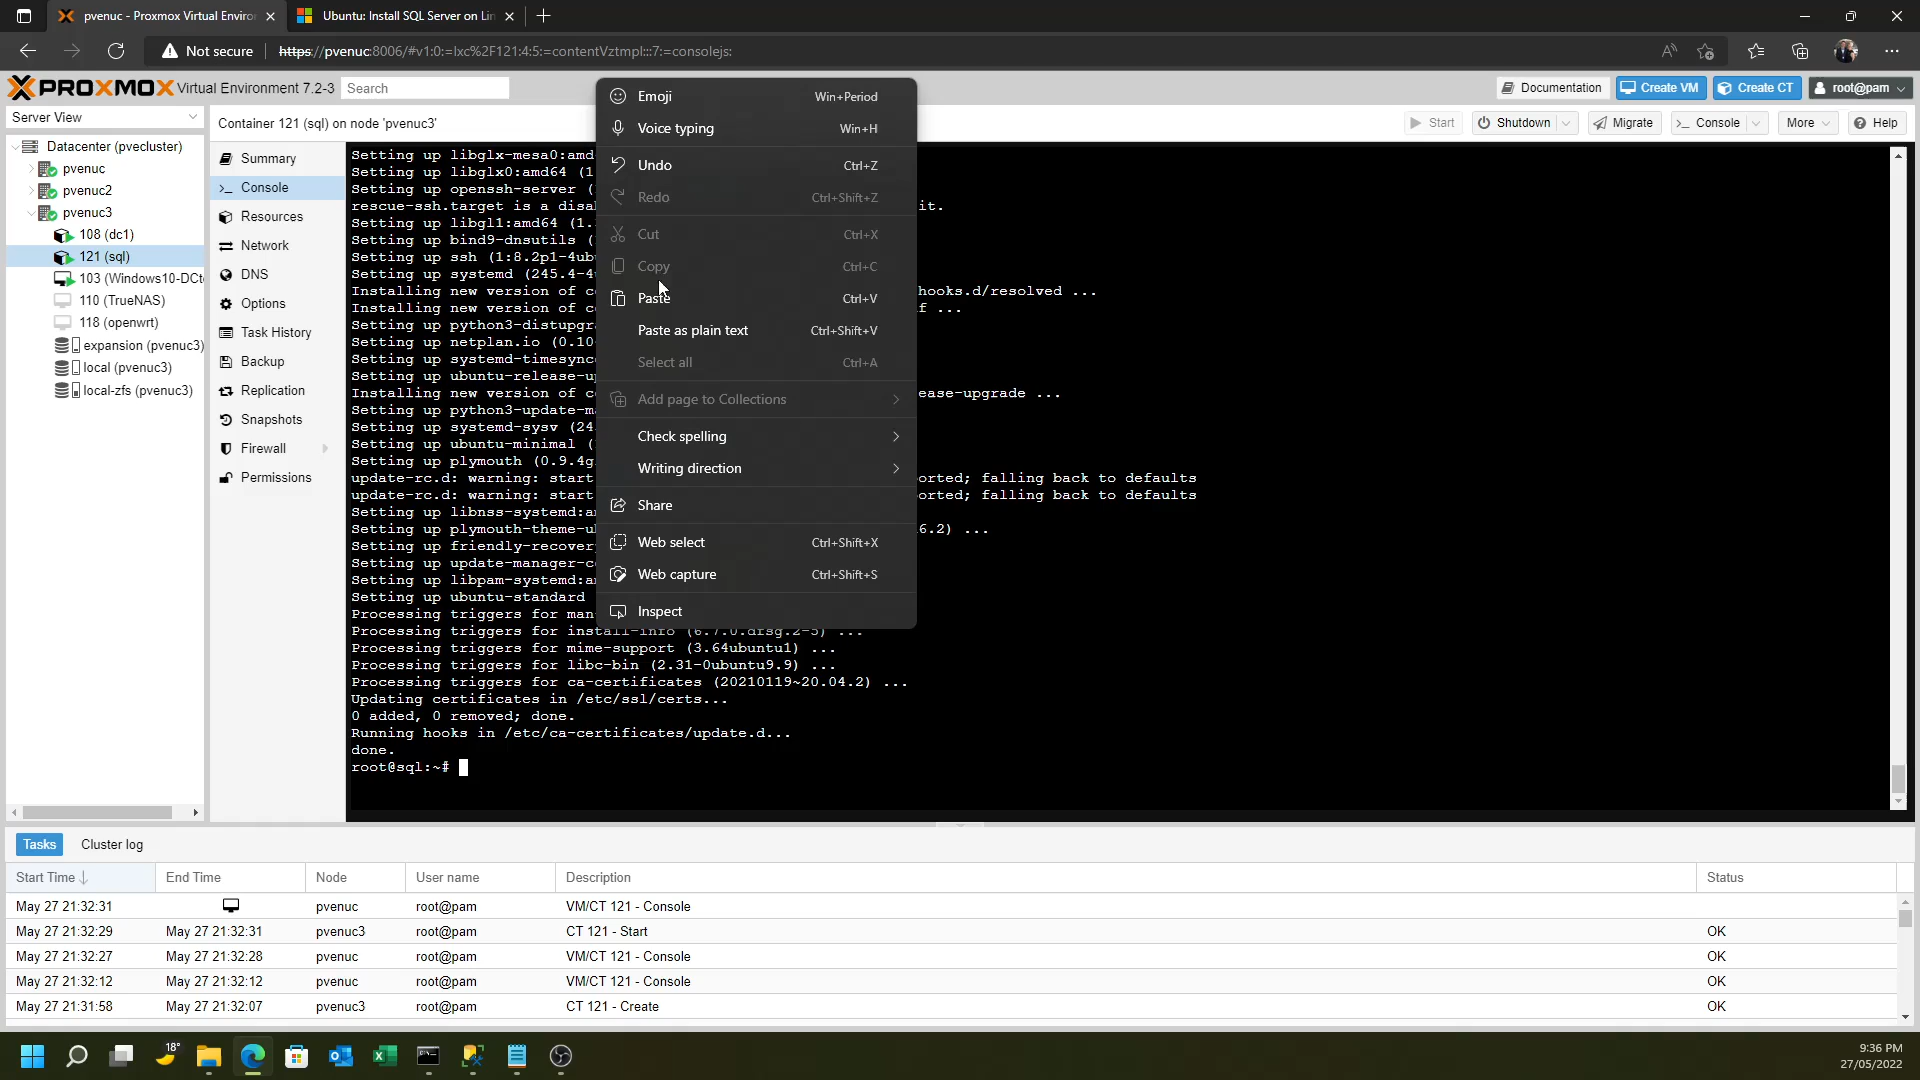 pvenuc - Proxmox Virtual Enviro
Ubuntu: Install SQL Server on Lin
Not secure
https://pvenuc:8006/#v1:0:=lxc%2F121:4:5:=contentVztmpl:::7:=consolejs:
PROXMOX Virtual Environment 7.2-3
Search
Documentation
Create VM
Create CT
root@pam
Server View
Container 121 (sql) on node 'pvenuc3'
Start
Shutdown
Migrate
Console
More
Help
Datacenter (pvecluster)
pvenuc
pvenuc2
pvenuc3
108 (dc1)
121 (sql)
103 (Windows10-DCt
110 (TrueNAS)
118 (openwrt)
expansion (pvenuc3)
local (pvenuc3)
local-zfs (pvenuc3)
Summary
Console
Resources
Network
DNS
Options
Task History
Backup
Replication
Snapshots
Firewall
Permissions
Setting up libglx-mesa0:amd
Setting up libglx0:amd64 (1
Setting up openssh-server (
rescue-ssh.target is a disa it.
Setting up libgl1:amd64 (1.
Setting up bind9-dnsutils (
Setting up ssh (1:8.2p1-4ub
Setting up systemd (245.4-4
Installing new version of c hooks.d/resolved ...
Installing new version of c f ...
Setting up python3-distupgr
Setting up netplan.io (0.10
Setting up systemd-timesync
Setting up ubuntu-release-u
Installing new version of c ease-upgrade ...
Setting up python3-update-m
Setting up systemd-sysv (24
Setting up ubuntu-minimal (
Setting up plymouth (0.9.4g
update-rc.d: warning: start orted; falling back to defaults
update-rc.d: warning: start orted; falling back to defaults
Setting up libnss-systemd:a
Setting up plymouth-theme-u 6.2) ...
Setting up friendly-recover
Setting up update-manager-c
Setting up libpam-systemd:a
Setting up ubuntu-standard
Processing triggers for man
Processing triggers for install-info (6.7.0.dfsg.2-5) ...
Processing triggers for mime-support (3.64ubuntu1) ...
Processing triggers for libc-bin (2.31-0ubuntu9.9) ...
Processing triggers for ca-certificates (20210119~20.04.2) ...
Updating certificates in /etc/ssl/certs...
0 added, 0 removed; done.
Running hooks in /etc/ca-certificates/update.d...
done.
root@sql:~#
Emoji Win+Period
Voice typing Win+H
Undo Ctrl+Z
Redo Ctrl+Shift+Z
Cut Ctrl+X
Copy Ctrl+C
Paste Ctrl+V
Paste as plain text Ctrl+Shift+V
Select all Ctrl+A
Add page to Collections
Check spelling
Writing direction
Share
Web select Ctrl+Shift+X
Web capture Ctrl+Shift+S
Inspect
Tasks
Cluster log
Start Time End Time Node User name Description Status
May 27 21:32:31 pvenuc root@pam VM/CT 121 - Console
May 27 21:32:29 May 27 21:32:31 pvenuc3 root@pam CT 121 - Start OK
May 27 21:32:27 May 27 21:32:28 pvenuc root@pam VM/CT 121 - Console OK
May 27 21:32:12 May 27 21:32:12 pvenuc root@pam VM/CT 121 - Console OK
May 27 21:31:58 May 27 21:32:07 pvenuc3 root@pam CT 121 - Create OK
18°
9:36 PM
27/05/2022